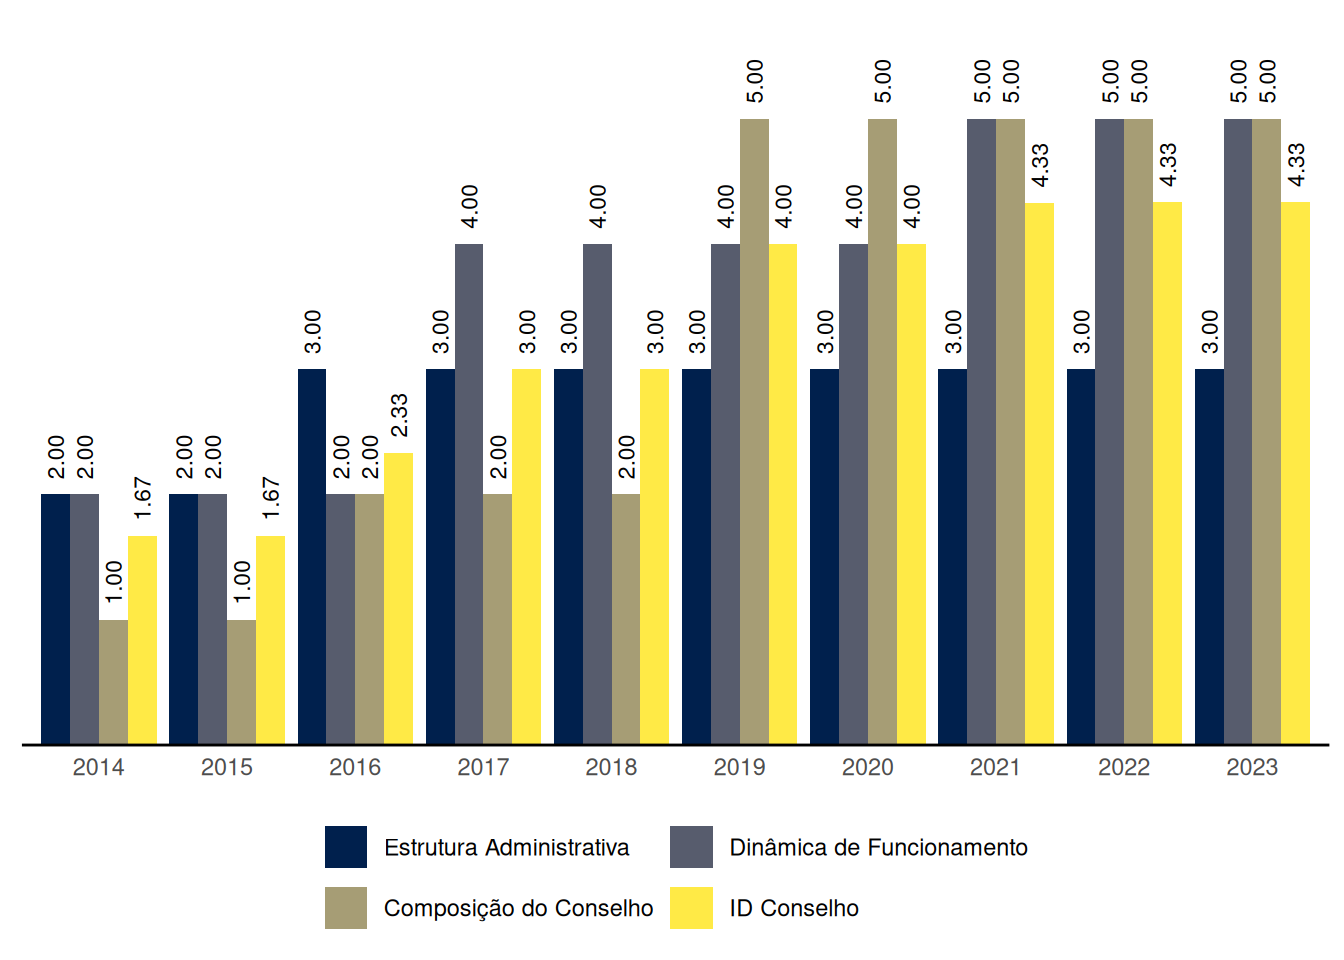 2.00 2.00 1.00 1.67
2.00 2.00 1.00 1.67
3.00 2.00 2.00 2.33
3.00 4.00 2.00 3.00
3.00 4.00 2.00 3.00
3.00 4.00 5.00 4.00
3.00 4.00 5.00 4.00
3.00 5.00 5.00 4.33
3.00 5.00 5.00 4.33
3.00 5.00 5.00 4.33
2014 2015 2016 2017 2018 2019 2020 2021 2022 2023
Estrutura Administrativa Dinâmica de Funcionamento
Composição do Conselho ID Conselho